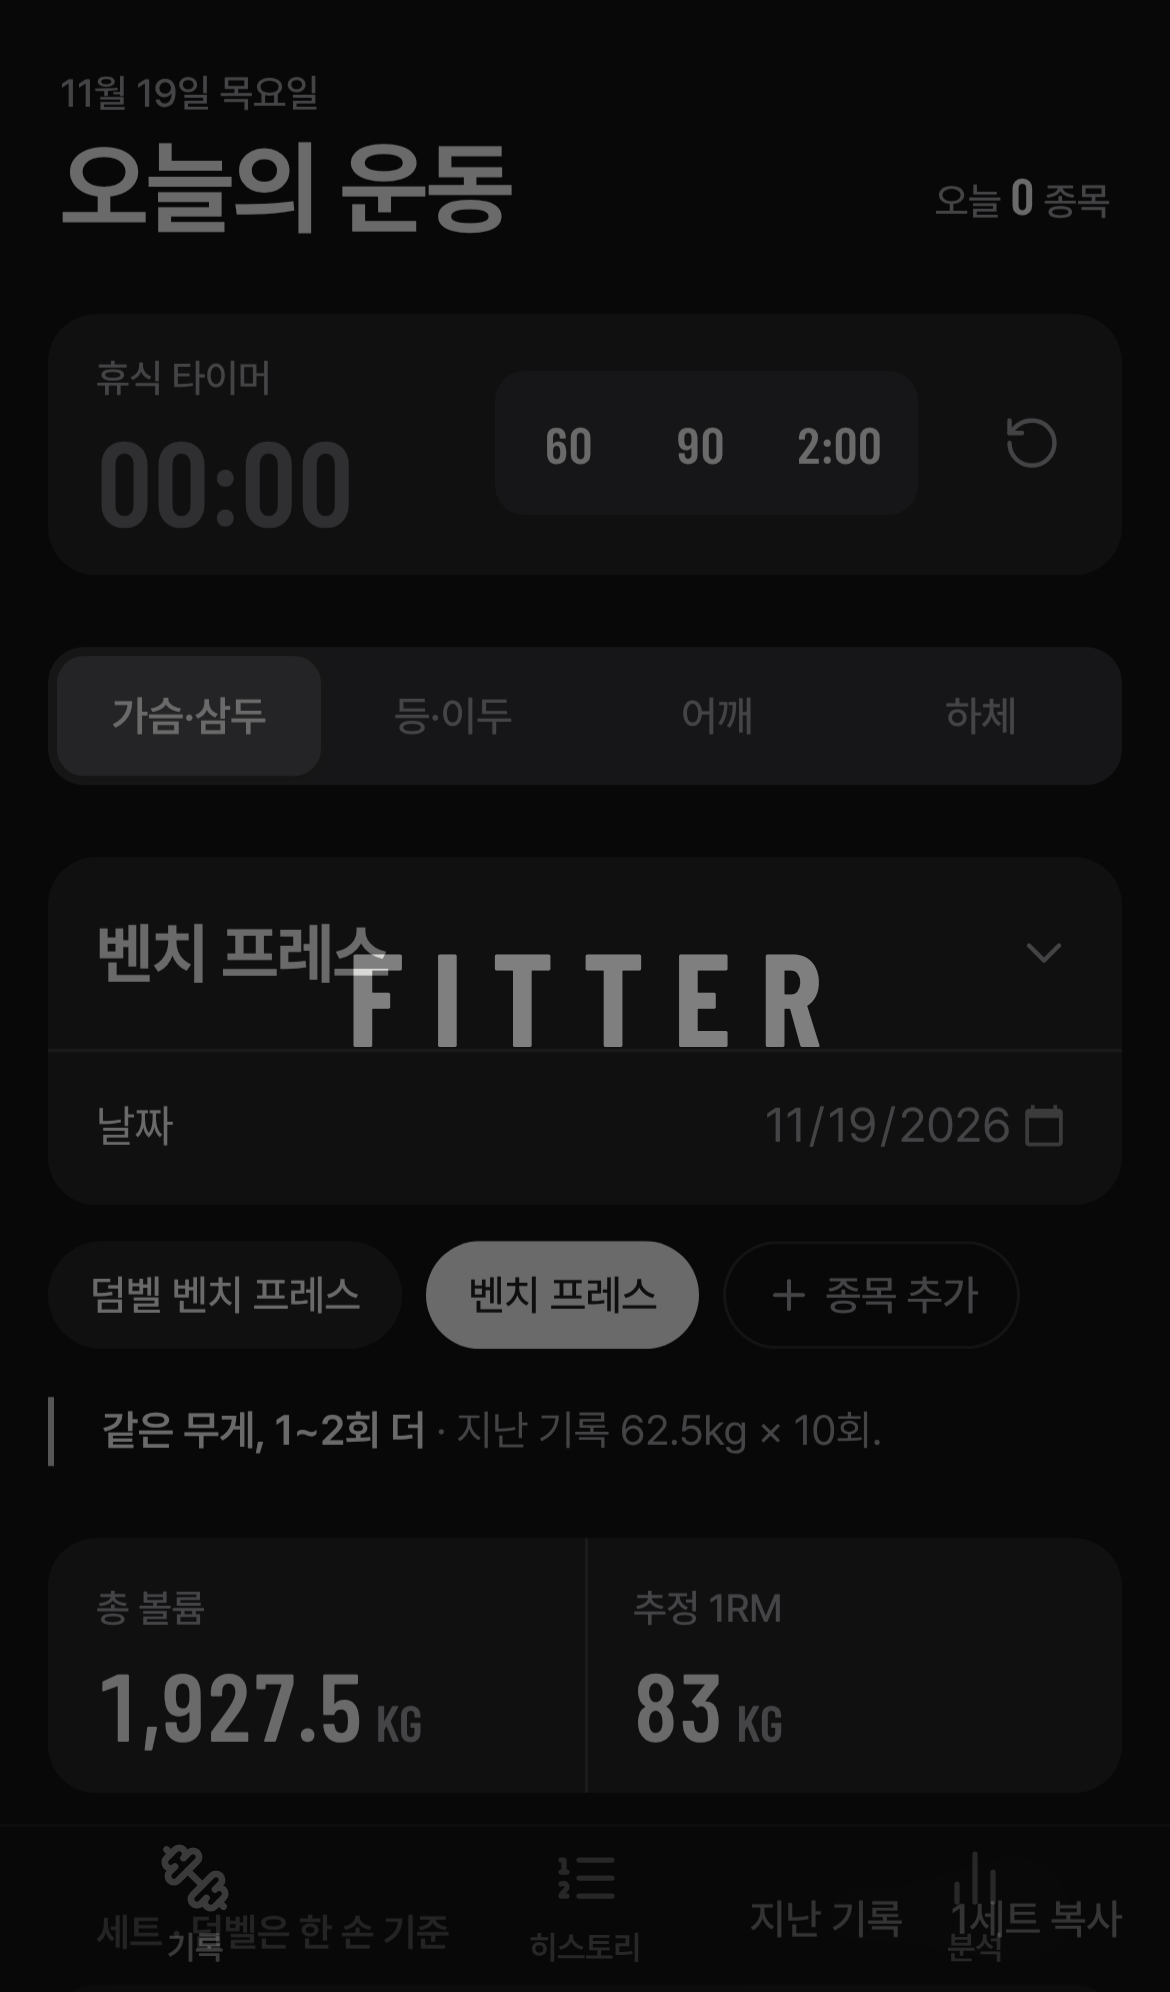 11월 19일 목요일
오늘의 운동
오늘 0 종목
휴식 타이머
00:00
60 90 2:00
가슴·삼두 등·이두 어깨 하체
벤치 프레스
FITTER
날짜 11/19/2026
덤벨 벤치 프레스 벤치 프레스 + 종목 추가
같은 무게, 1~2회 더 · 지난 기록 62.5kg × 10회.
총 볼륨 추정 1RM
1,927.5 KG 83 KG
세트 · 덤벨은 한 손 기준 지난 기록 1세트 복사
기록 히스토리 분석